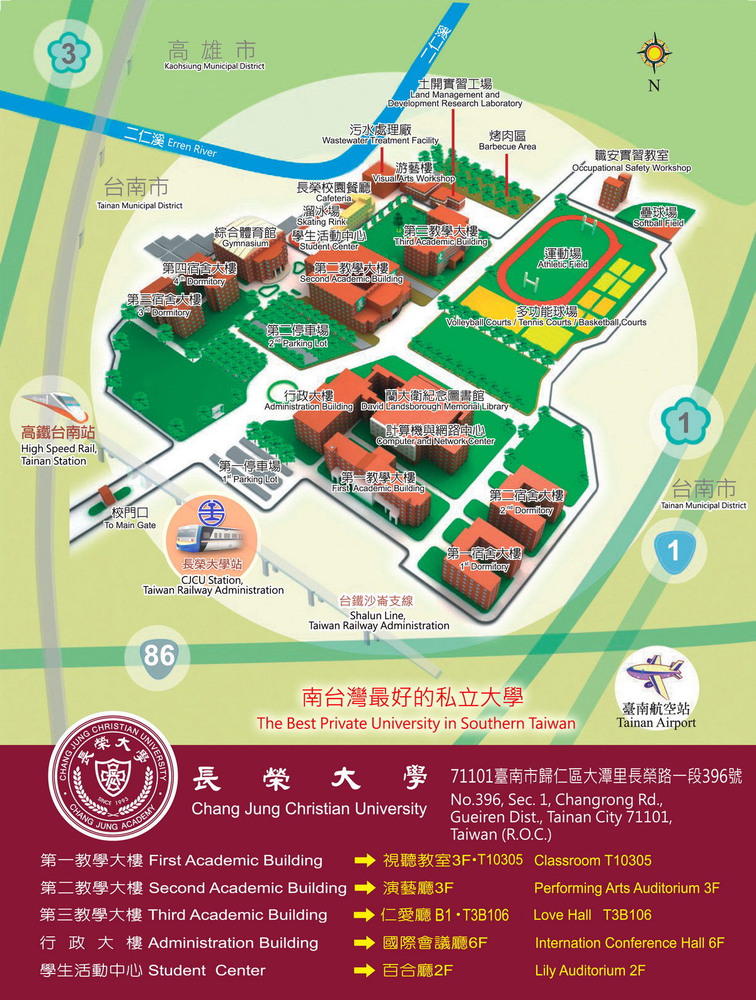 3
高雄市
Kaohsiung Municipal District
二仁溪
N
土開實習工場
Land Management and
Development Research Laboratory
污水處理廠
Wastewater Treatment Facility
烤肉區
Barbecue Area
二仁溪 Erren River
職安實習教室
Occupational Safety Workshop
游藝樓
Visual Arts Workshop
台南市
Tainan Municipal District
長榮校園餐廳
Cafeteria
溜冰場
Skating Rink
壘球場
Softball Field
綜合體育館
Gymnasium
學生活動中心
Student Center
第三教學大樓
Third Academic Building
運動場
Athletic Field
第四宿舍大樓
4th Dormitory
第二教學大樓
Second Academic Building
第三宿舍大樓
3rd Dormitory
多功能球場
Volleyball Courts / Tennis Courts / Basketball Courts
第二停車場
2nd Parking Lot
行政大樓
Administration Building
蘭大衛紀念圖書館
David Landsborough Memorial Library
1
高鐵台南站
High Speed Rail,
Tainan Station
計算機與網路中心
Computer and Network Center
第一停車場
1st Parking Lot
第一教學大樓
First Academic Building
第二宿舍大樓
2nd Dormitory
台南市
Tainan Municipal District
校門口
To Main Gate
1
長榮大學站
CJCU Station,
Taiwan Railway Administration
第一宿舍大樓
1st Dormitory
台鐵沙崙支線
Shalun Line,
Taiwan Railway Administration
86
臺南航空站
Tainan Airport
南台灣最好的私立大學
The Best Private University in Southern Taiwan
CHANG JUNG CHRISTIAN UNIVERSITY
長榮大學
SINCE 1993
CHANG JUNG ACADEMY
長榮大學
Chang Jung Christian University
71101臺南市歸仁區大潭里長榮路一段396號
No.396, Sec. 1, Changrong Rd.,
Gueiren Dist., Tainan City 71101,
Taiwan (R.O.C.)
第一教學大樓 First Academic Building 視聽教室3F·T10305 Classroom T10305
第二教學大樓 Second Academic Building 演藝廳3F Performing Arts Auditorium 3F
第三教學大樓 Third Academic Building 仁愛廳 B1·T3B106 Love Hall T3B106
行政大樓 Administration Building 國際會議廳6F Internation Conference Hall 6F
學生活動中心 Student Center 百合廳2F Lily Auditorium 2F